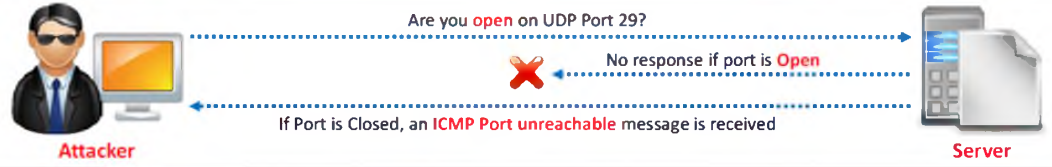 Are you open on UDP Port 29?
No response if port is Open
If Port is Closed, an ICMP Port unreachable message is received
Attacker
Server